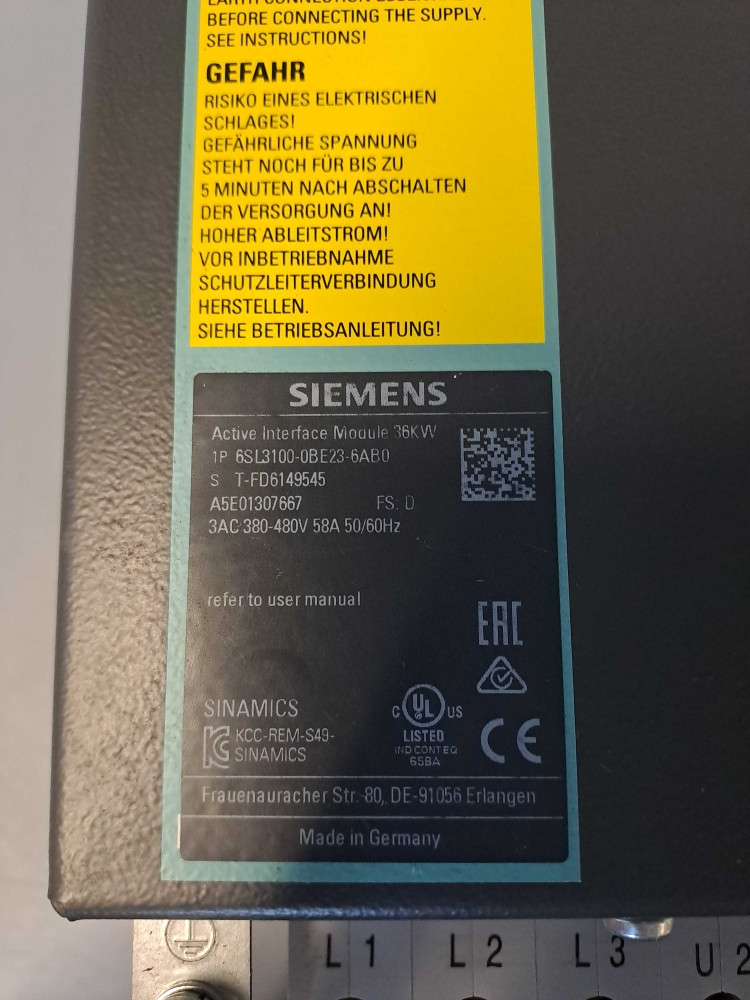 BEFORE CONNECTING THE SUPPLY.
SEE INSTRUCTIONS!
GEFAHR
RISIKO EINES ELEKTRISCHEN
SCHLAGES!
GEFÄHRLICHE SPANNUNG
STEHT NOCH FÜR BIS ZU
5 MINUTEN NACH ABSCHALTEN
DER VERSORGUNG AN!
HOHER ABLEITSTROM!
VOR INBETRIEBNAHME
SCHUTZLEITERVERBINDUNG
HERSTELLEN.
SIEHE BETRIEBSANLEITUNG!
SIEMENS
Active Interface Module 36KW
1P 6SL3100-0BE23-6AB0
S T-FD6149545
A5E01307667 FS: D
3AC 380-480V 58A 50/60Hz
refer to user manual
EAC
SINAMICS
C UL US
LISTED
IND CONT EQ
65BA
KCC-REM-S49-
SINAMICS
CE
Frauenauracher Str. 80, DE-91056 Erlangen
Made in Germany
L1 L2 L3 U2